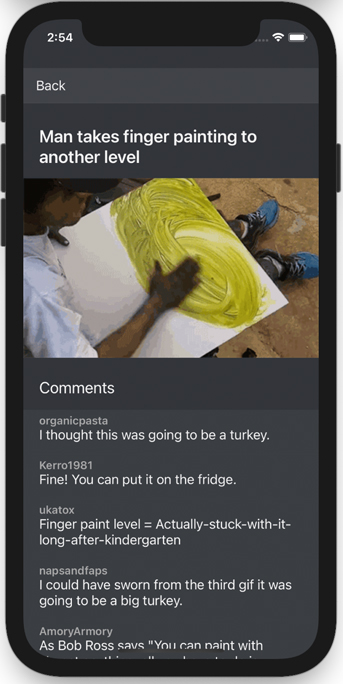 2:54
Back
Man takes finger painting to
another level
Comments
organicpasta
I thought this was going to be a turkey.
Kerro1981
Fine! You can put it on the fridge.
ukatox
Finger paint level = Actually-stuck-with-it-
long-after-kindergarten
napsandfaps
I could have sworn from the third gif it was
going to be a big turkey.
AmoryArmory
As Bob Ross says "You can paint with